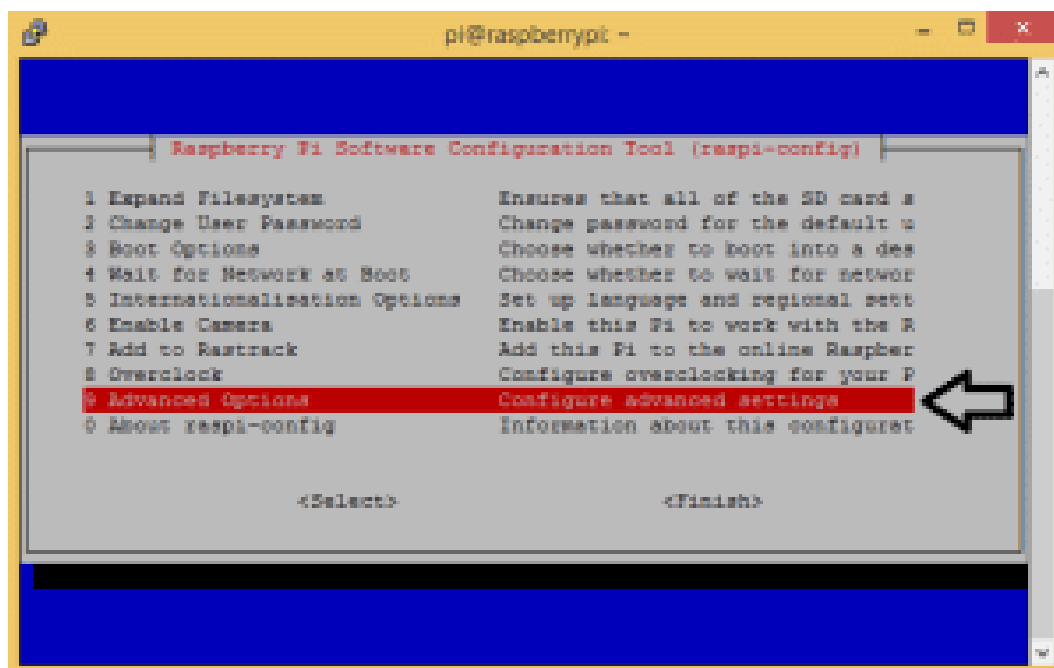 pi@raspberrypi: ~
Raspberry Pi Software Configuration Tool (raspi-config)
1 Expand Filesystem Ensures that all of the SD card s
2 Change User Password Change password for the default u
3 Boot Options Choose whether to boot into a des
4 Wait for Network at Boot Choose whether to wait for networ
5 Internationalisation Options Set up language and regional sett
6 Enable Camera Enable this Pi to work with the R
7 Add to Rastrack Add this Pi to the online Raspber
8 Overclock Configure overclocking for your P
9 Advanced Options Configure advanced settings
0 About raspi-config Information about this configurat
<Select> <Finish>